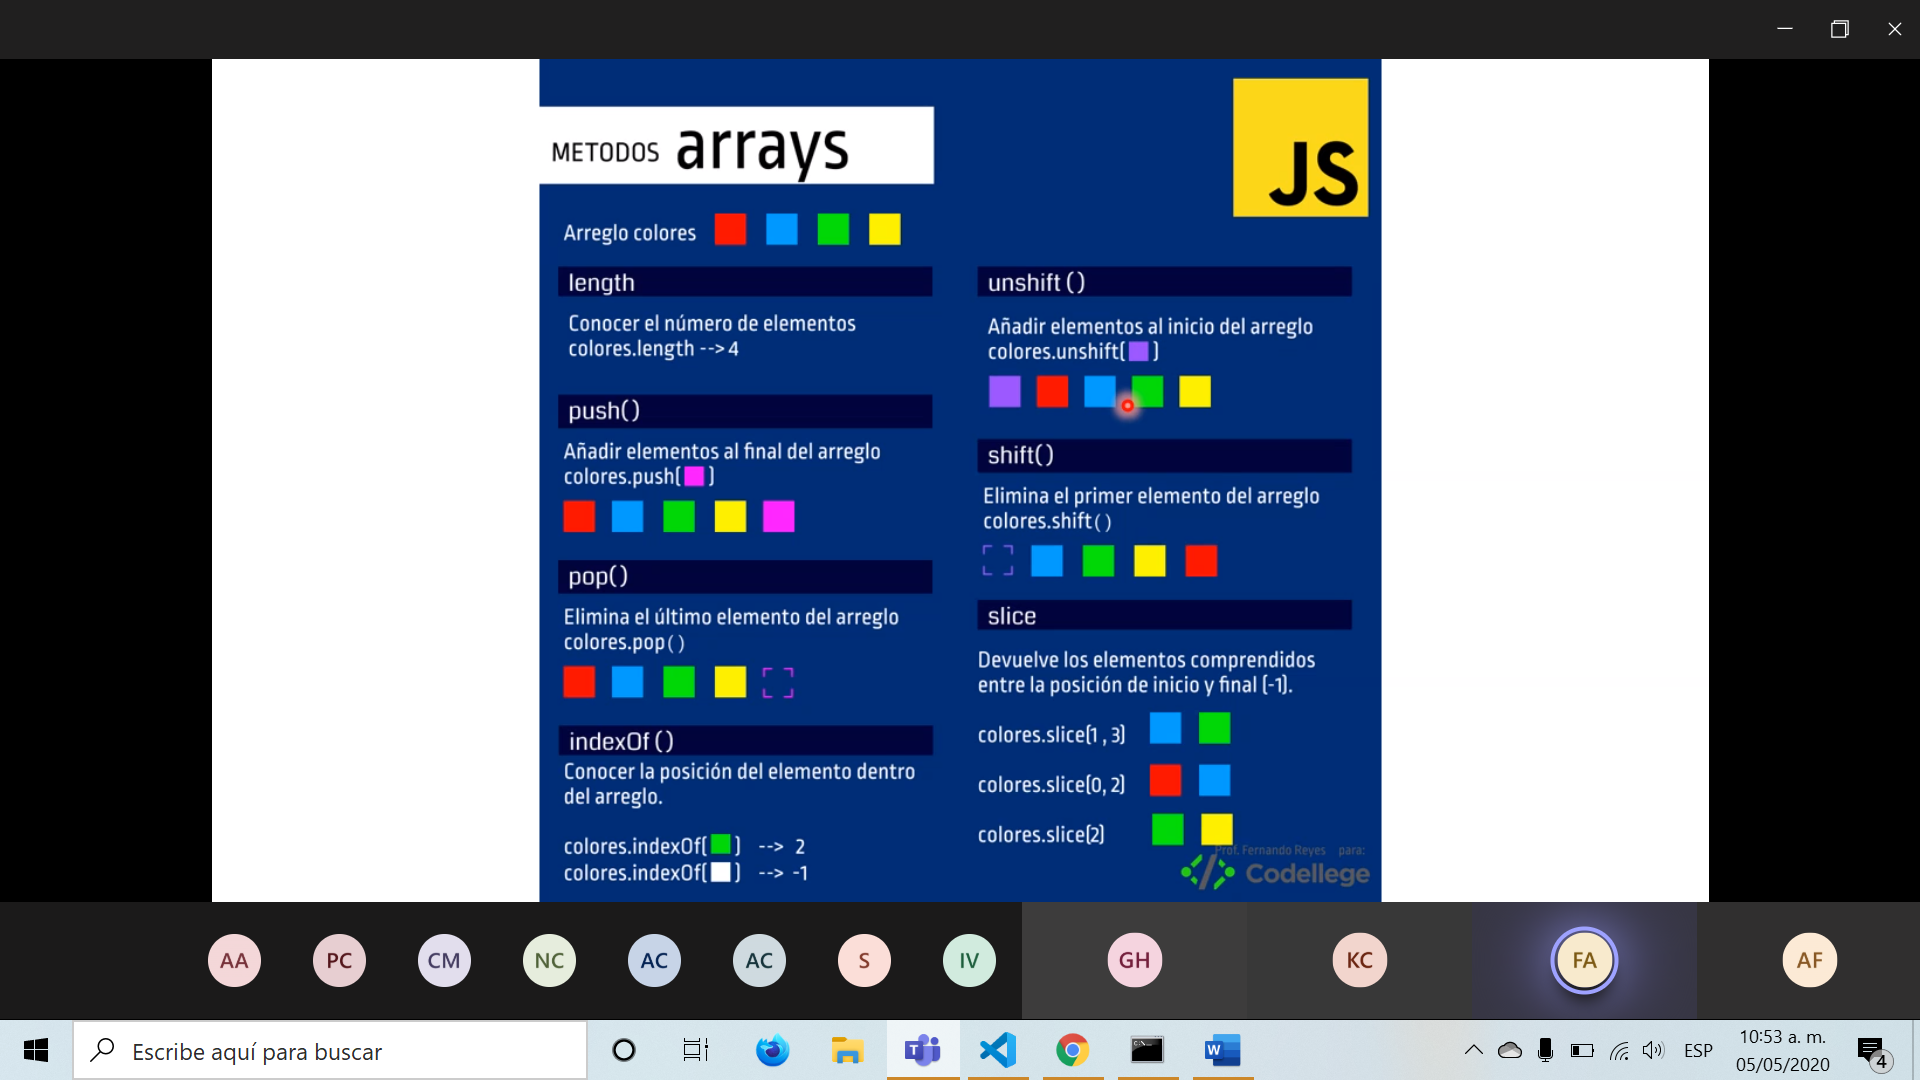 METODOS arrays
JS
Arreglo colores
length
Conocer el número de elementos
colores.length --> 4
push()
Añadir elementos al final del arreglo
colores.push( )
pop()
Elimina el último elemento del arreglo
colores.pop()
indexOf ()
Conocer la posición del elemento dentro
del arreglo.
colores.indexOf( ) --> 2
colores.indexOf( ) --> -1
unshift ()
Añadir elementos al inicio del arreglo
colores.unshift( )
shift()
Elimina el primer elemento del arreglo
colores.shift()
slice
Devuelve los elementos comprendidos
entre la posición de inicio y final (-1).
colores.slice(1 , 3)
colores.slice(0, 2)
colores.slice(2)
Prof. Fernando Reyes para:
Codellege
AA PC CM NC AC AC S IV GH KC FA AF
Escribe aquí para buscar
ESP
10:53 a. m.
05/05/2020
4